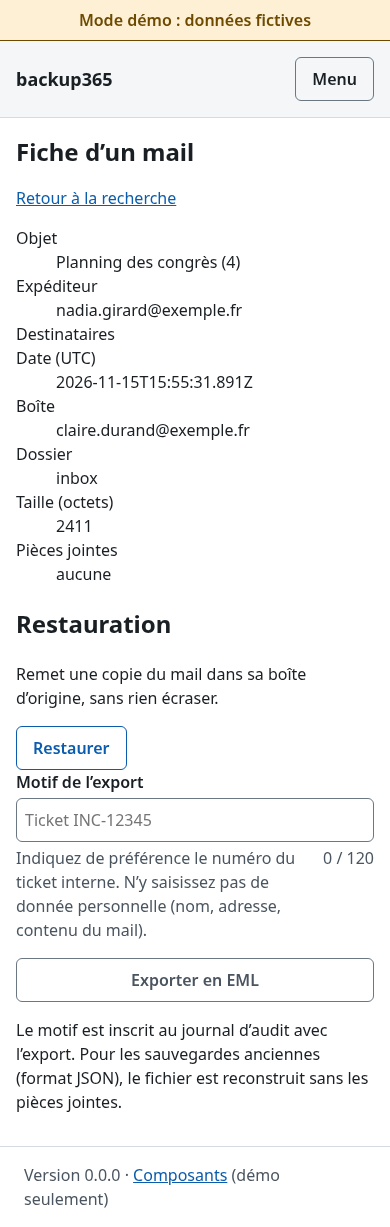 Mode démo : données fictives
backup365
Menu
Fiche d’un mail
Retour à la recherche
Objet
Planning des congrès (4)
Expéditeur
nadia.girard@exemple.fr
Destinataires
Date (UTC)
2026-11-15T15:55:31.891Z
Boîte
claire.durand@exemple.fr
Dossier
inbox
Taille (octets)
2411
Pièces jointes
aucune
Restauration
Remet une copie du mail dans sa boîte
d’origine, sans rien écraser.
Restaurer
Motif de l’export
Ticket INC-12345
Indiquez de préférence le numéro du
ticket interne. N’y saisissez pas de
donnée personnelle (nom, adresse,
contenu du mail).
0 / 120
Exporter en EML
Le motif est inscrit au journal d’audit avec
l’export. Pour les sauvegardes anciennes
(format JSON), le fichier est reconstruit sans les
pièces jointes.
Version 0.0.0 · Composants (démo
seulement)